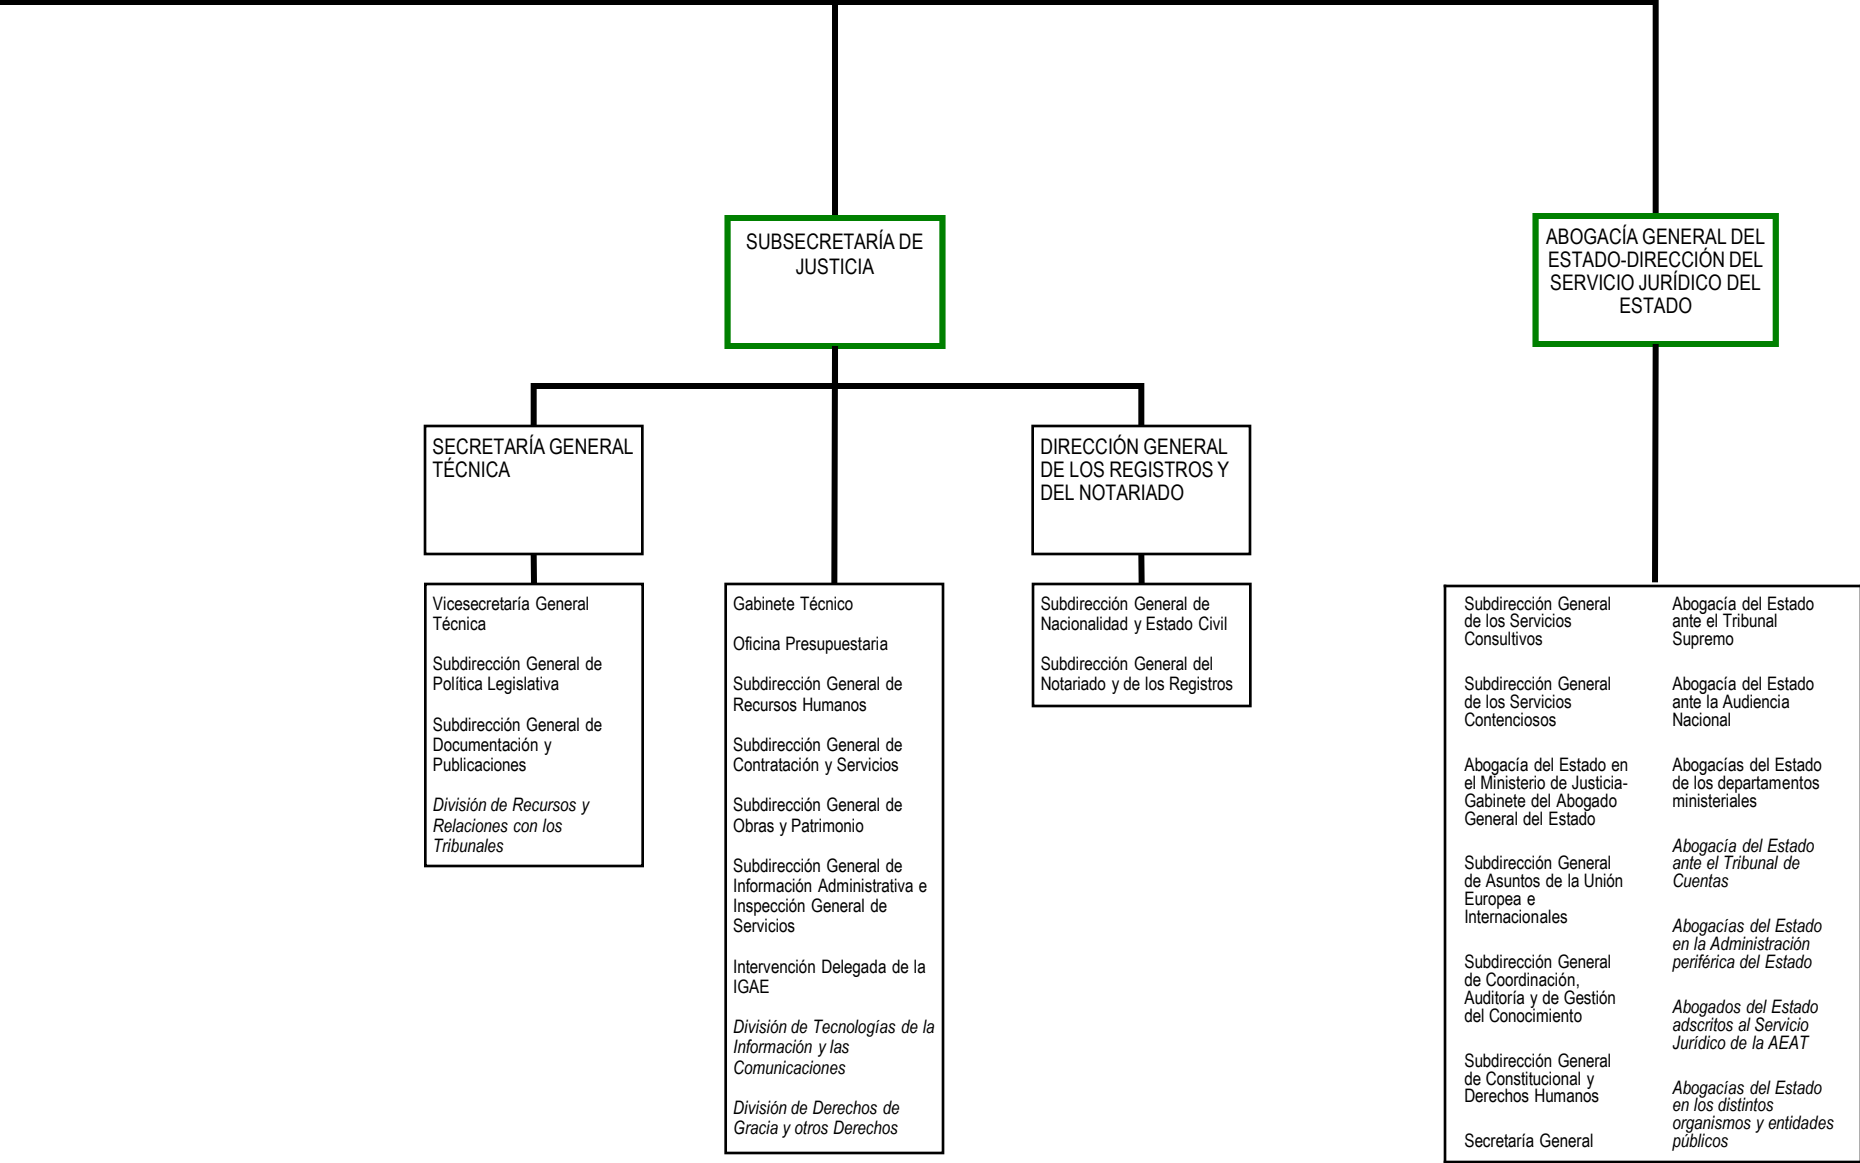 SUBSECRETARÍA DE
JUSTICIA
ABOGACÍA GENERAL DEL
ESTADO-DIRECCIÓN DEL
SERVICIO JURÍDICO DEL
ESTADO
SECRETARÍA GENERAL
TÉCNICA
DIRECCIÓN GENERAL
DE LOS REGISTROS Y
DEL NOTARIADO
Vicesecretaría General
Técnica
Subdirección General de
Política Legislativa
Subdirección General de
Documentación y
Publicaciones
División de Recursos y
Relaciones con los
Tribunales
Gabinete Técnico
Oficina Presupuestaria
Subdirección General de
Recursos Humanos
Subdirección General de
Contratación y Servicios
Subdirección General de
Obras y Patrimonio
Subdirección General de
Información Administrativa e
Inspección General de
Servicios
Intervención Delegada de la
IGAE
División de Tecnologías de la
Información y las
Comunicaciones
División de Derechos de
Gracia y otros Derechos
Subdirección General de
Nacionalidad y Estado Civil
Subdirección General del
Notariado y de los Registros
Subdirección General
de los Servicios
Consultivos
Subdirección General
de los Servicios
Contenciosos
Abogacía del Estado en
el Ministerio de Justicia-
Gabinete del Abogado
General del Estado
Subdirección General
de Asuntos de la Unión
Europea e
Internacionales
Subdirección General
de Coordinación,
Auditoría y de Gestión
del Conocimiento
Subdirección General
de Constitucional y
Derechos Humanos
Secretaría General
Abogacía del Estado
ante el Tribunal
Supremo
Abogacía del Estado
ante la Audiencia
Nacional
Abogacías del Estado
de los departamentos
ministeriales
Abogacía del Estado
ante el Tribunal de
Cuentas
Abogacías del Estado
en la Administración
periférica del Estado
Abogados del Estado
adscritos al Servicio
Jurídico de la AEAT
Abogacías del Estado
en los distintos
organismos y entidades
públicos